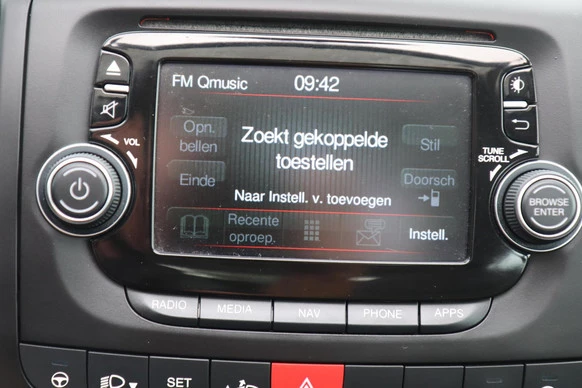 FM Qmusic 09:42
Opn. bellen
Zoekt gekoppelde toestellen
Stil
Einde
Doorsch
Naar Instell. v. toevoegen
Recente oproep.
Instell.
VOL
TUNE SCROLL
BROWSE ENTER
RADIO MEDIA NAV PHONE APPS
SET